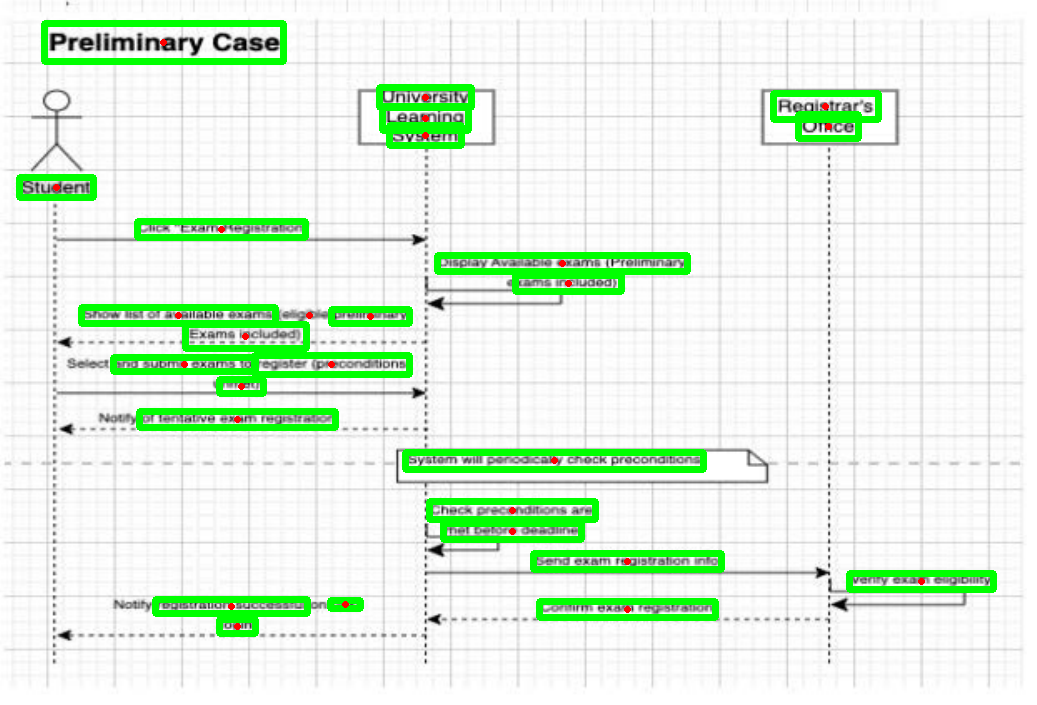 Preliminary Case
University
Learning
System
Registrar's
Office
Student
Click "Exam Registration
Display Available exams (Preliminary
exams included)
Show list of available exams (eligible preliminary
Exams included)
Select and submit exams to register (preconditions
Notify of tentative exam registration
System will periodically check preconditions
Check preconditions are
met before deadline
Send exam registration info
Verify exam eligibility
Notify registration successful on
Confirm exam registration